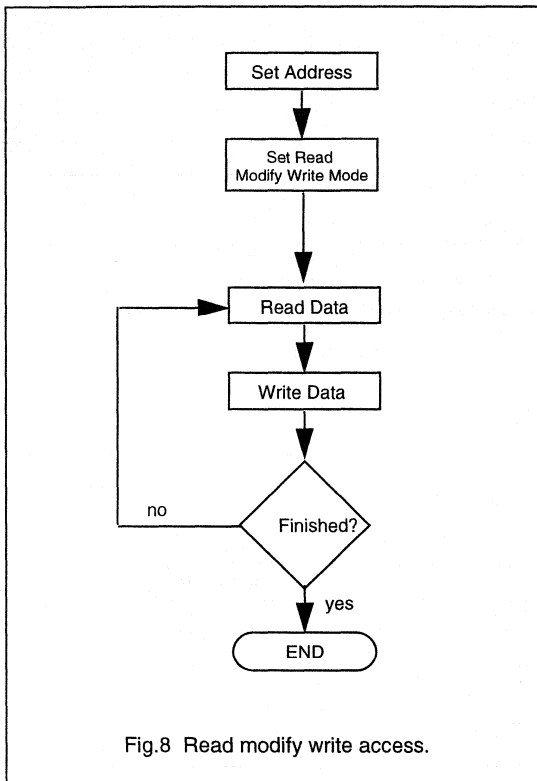 Set Address
Set Read
Modify Write Mode
Read Data
Write Data
Finished?
no
yes
END
Fig.8 Read modify write access.